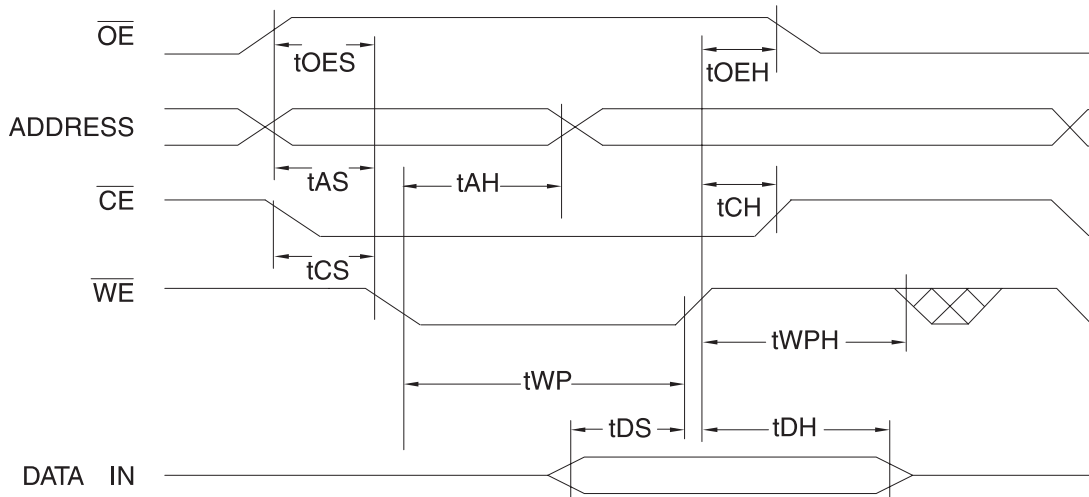 OE
tOES
tOEH
ADDRESS
tAS
tAH
CE
tCH
tCS
WE
tWPH
tWP
tDS
tDH
DATA IN